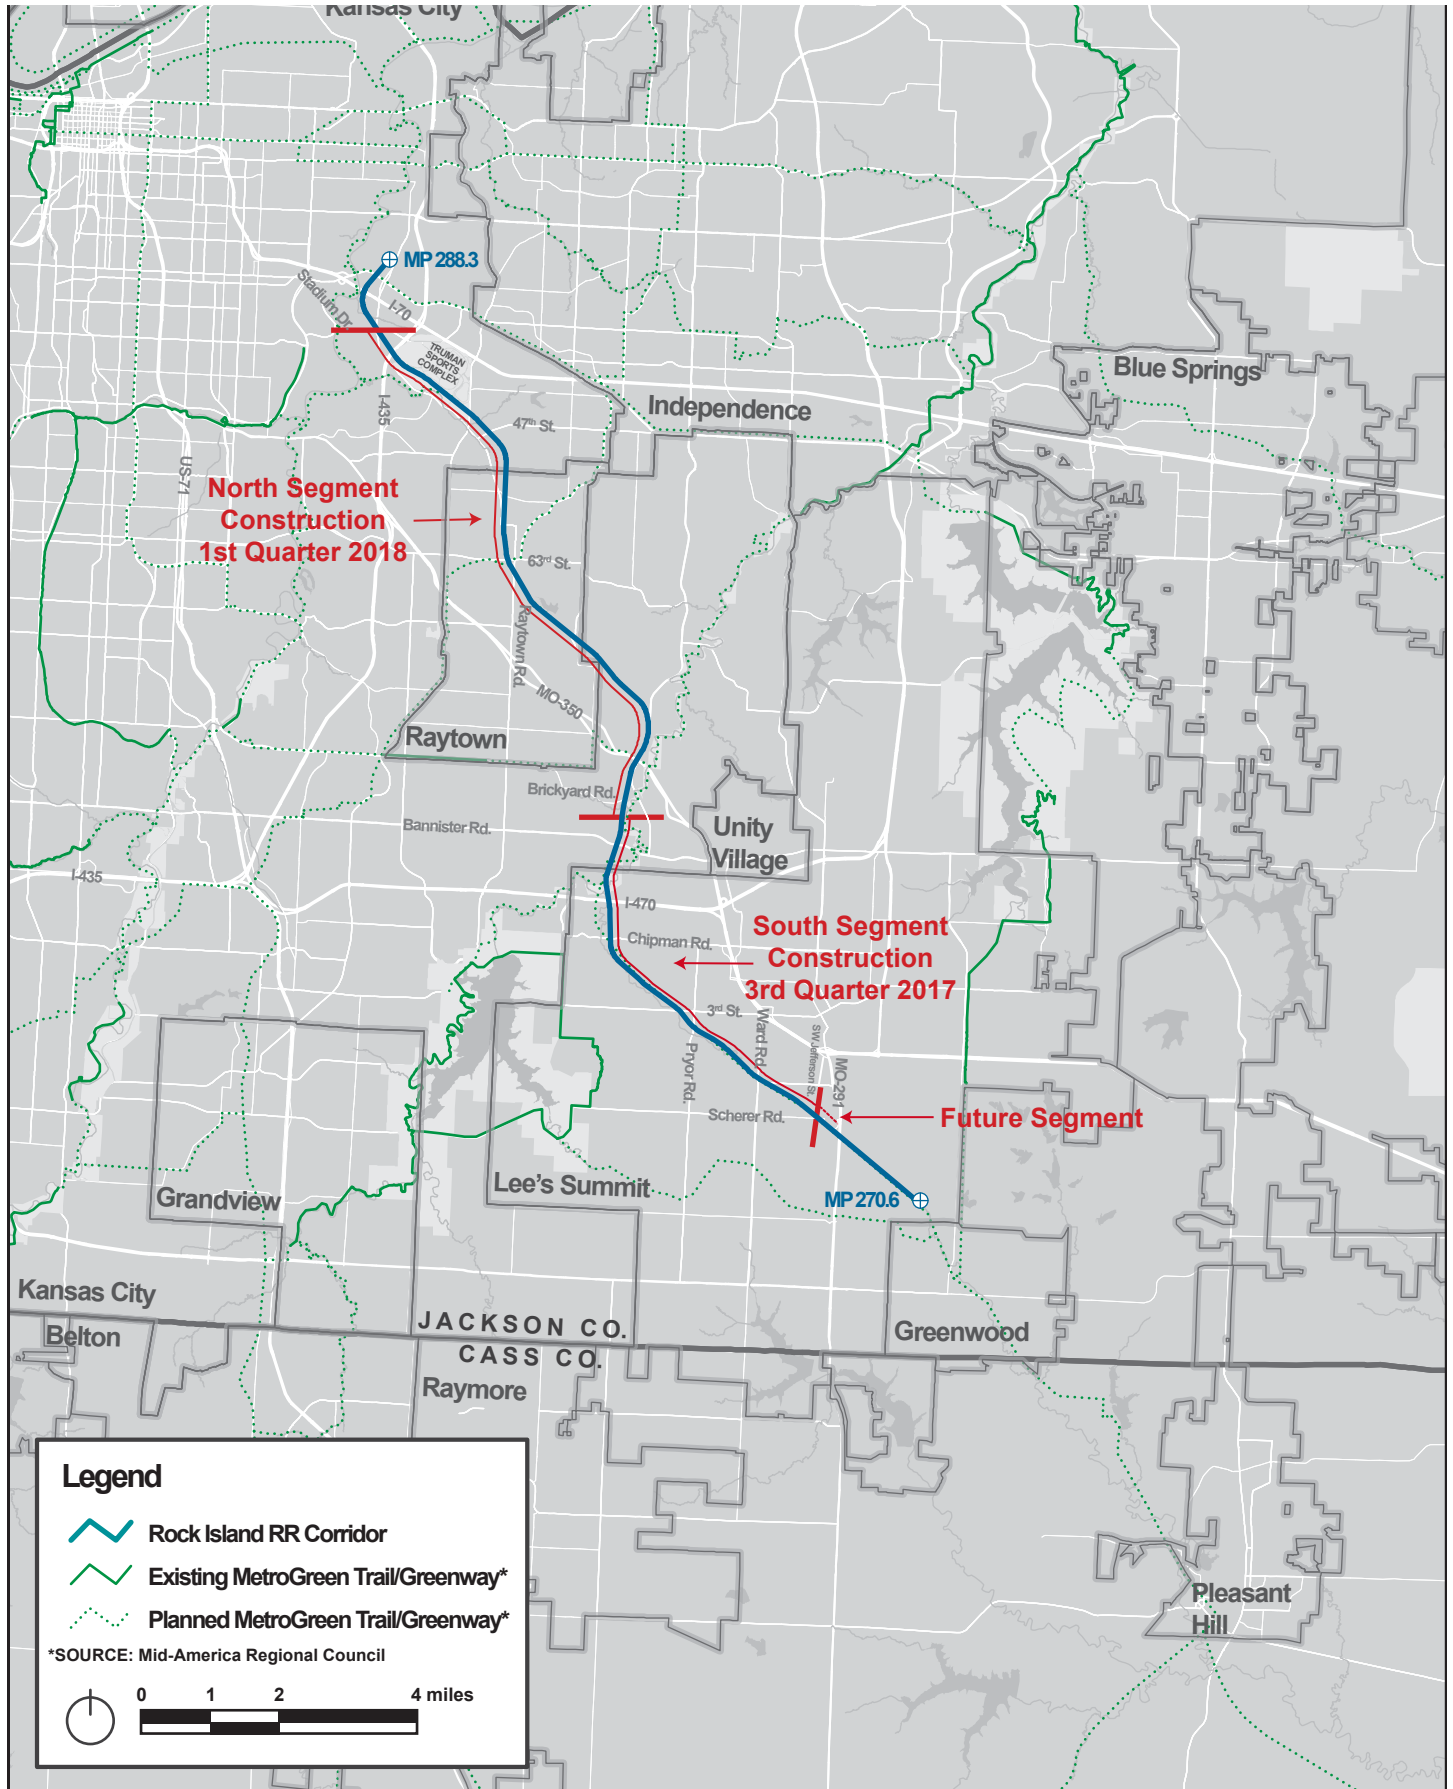 Kansas City
MP 288.3
Stadium Dr.
I-70
TRUMAN
SPORTS
COMPLEX
Blue Springs
I-435
Independence
47th St.
US-71
North Segment
Construction
1st Quarter 2018
63rd St.
Raytown Rd.
MO-350
Raytown
Brickyard Rd.
Bannister Rd.
Unity
Village
I-435
I-470
South Segment
Construction
3rd Quarter 2017
Chipman Rd.
3rd St.
Ward Rd.
Pryor Rd.
SW Jefferson St.
MO-291
Scherer Rd.
Future Segment
Lee's Summit
Grandview
MP 270.6
Kansas City
JACKSON CO.
Greenwood
Belton
CASS CO.
Raymore
Legend
Rock Island RR Corridor
Existing MetroGreen Trail/Greenway*
Planned MetroGreen Trail/Greenway*
*SOURCE: Mid-America Regional Council
0 1 2 4 miles
Pleasant
Hill